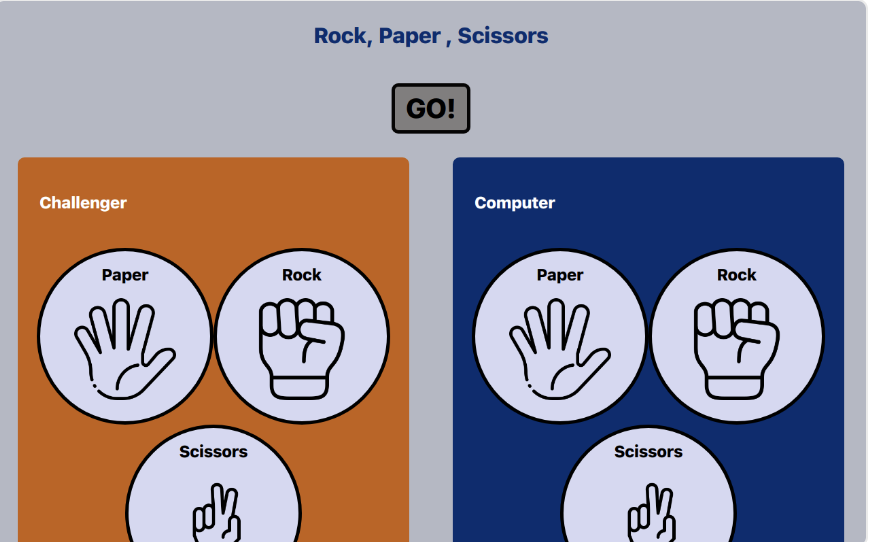 Rock, Paper , Scissors
GO!
Challenger
Paper
Rock
Scissors
Computer
Paper
Rock
Scissors